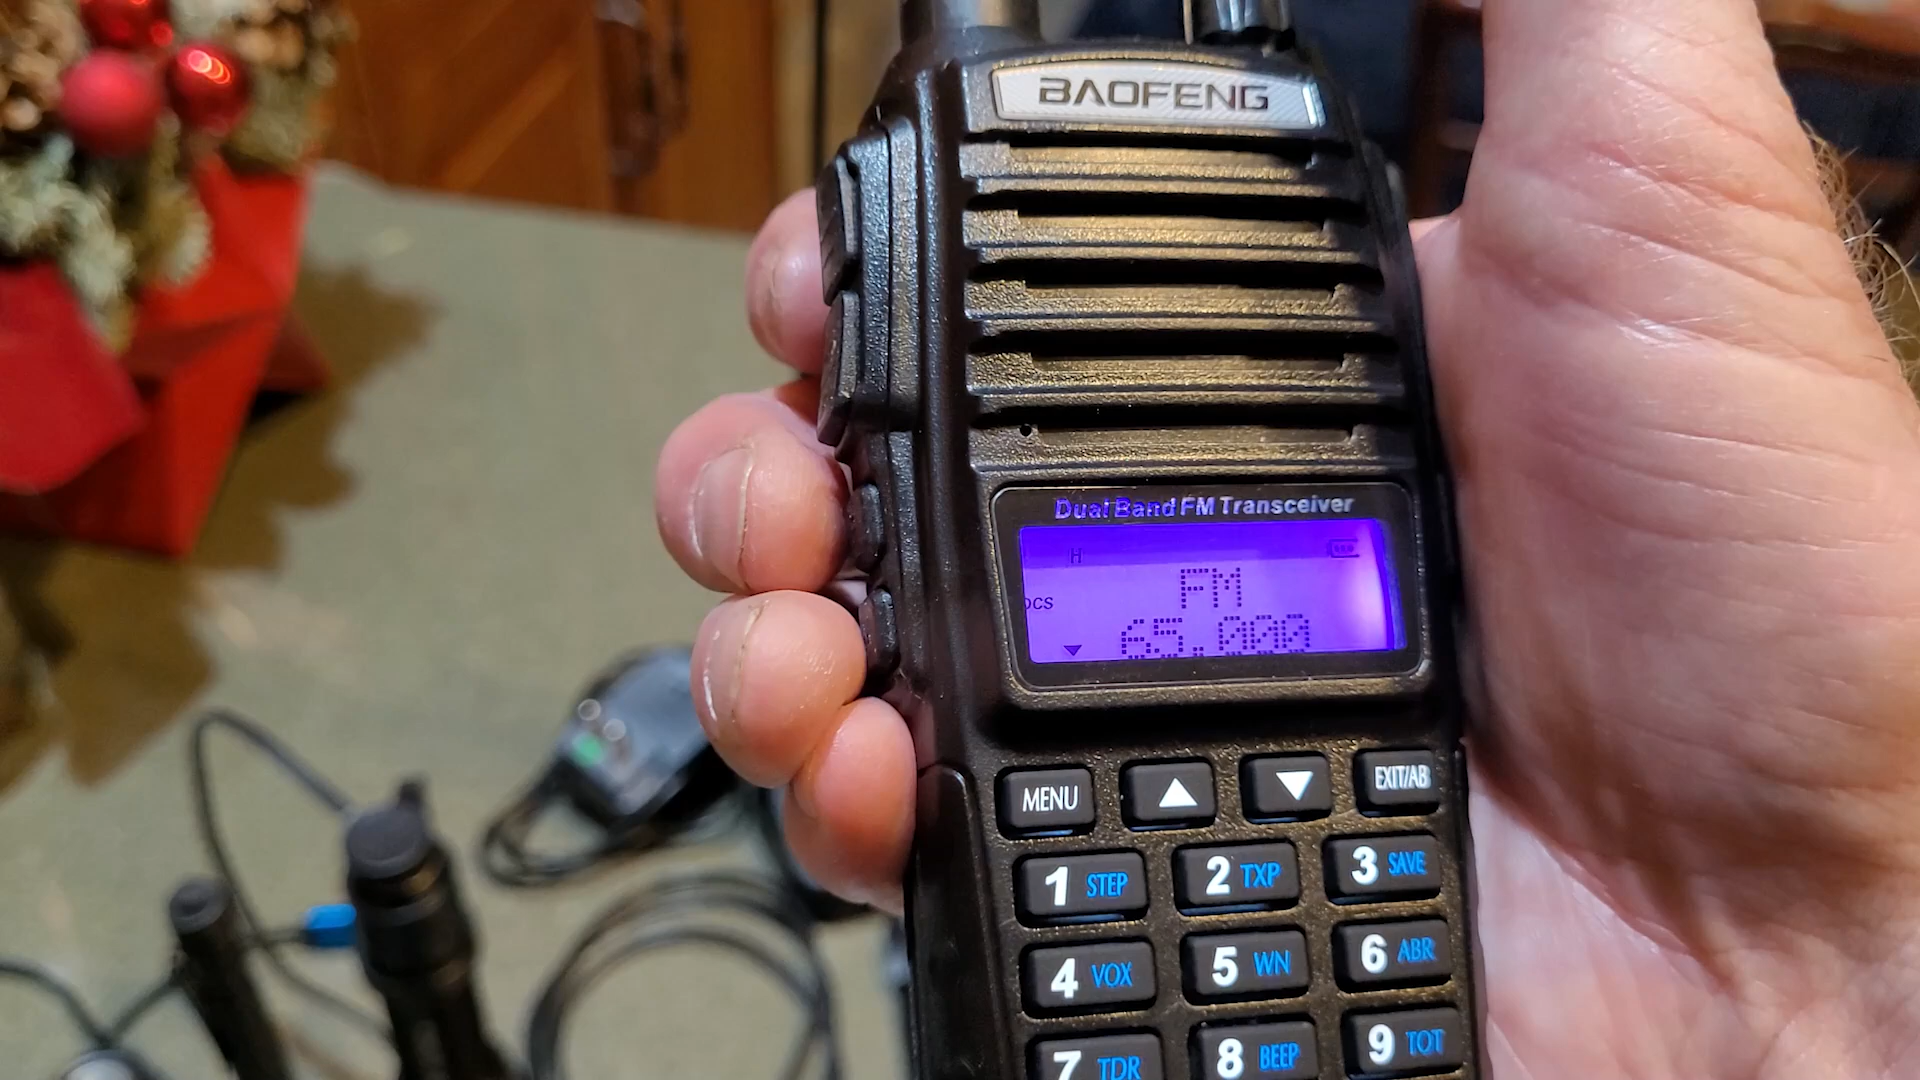 BAOFENG
Dual Band FM Transceiver
H
FM
DCS
65.000
MENU ▲ ▼ EXIT/AB
1 STEP 2 TXP 3 SAVE
4 VOX 5 WN 6 ABR
7 TDR 8 BEEP 9 TOT